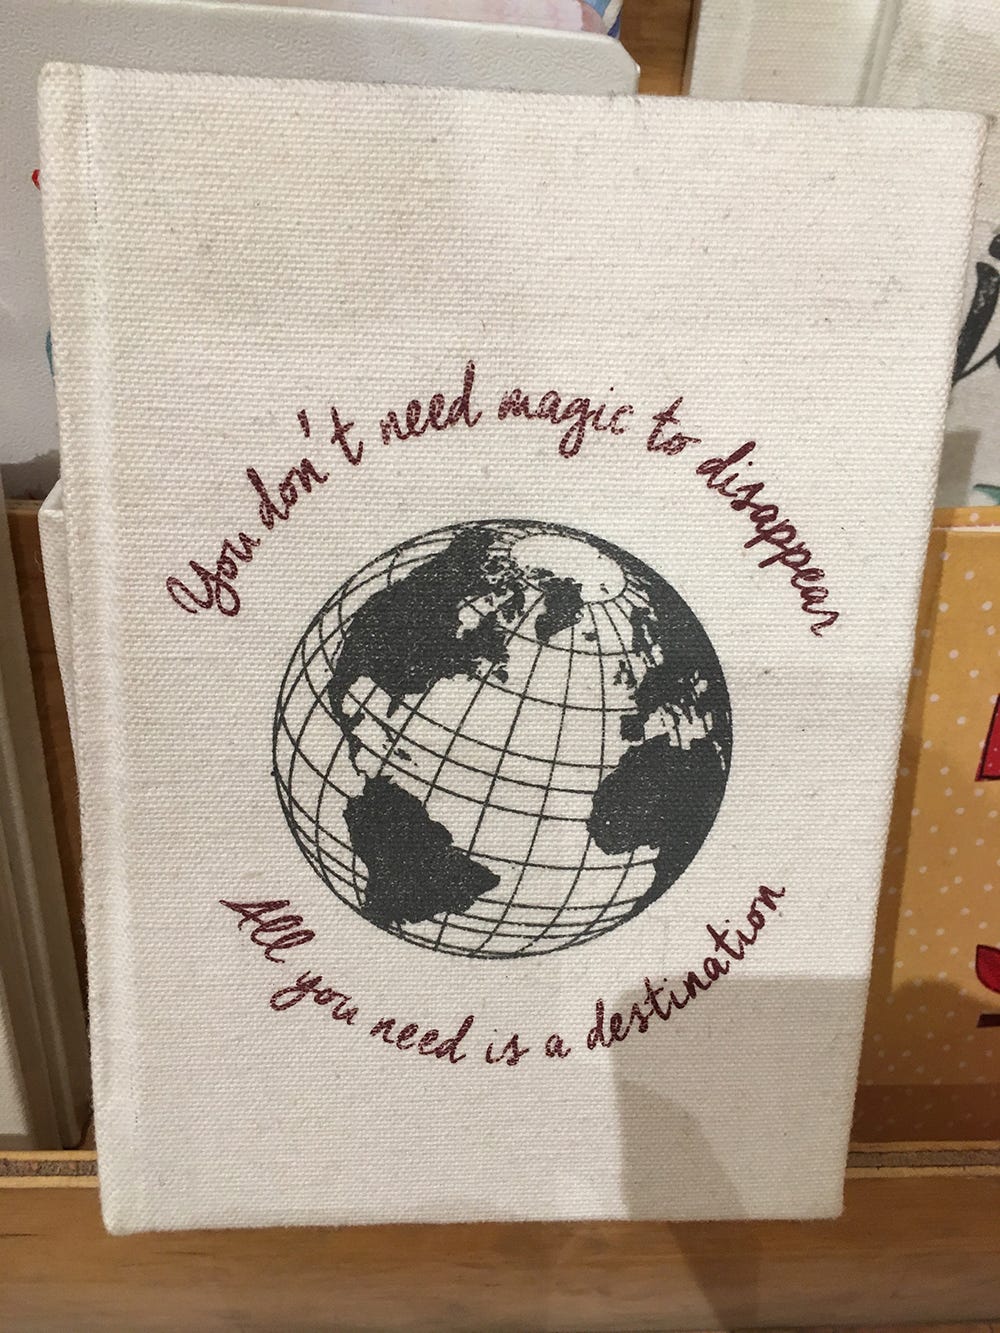 You don't need magic to disappear
All you need is a destination